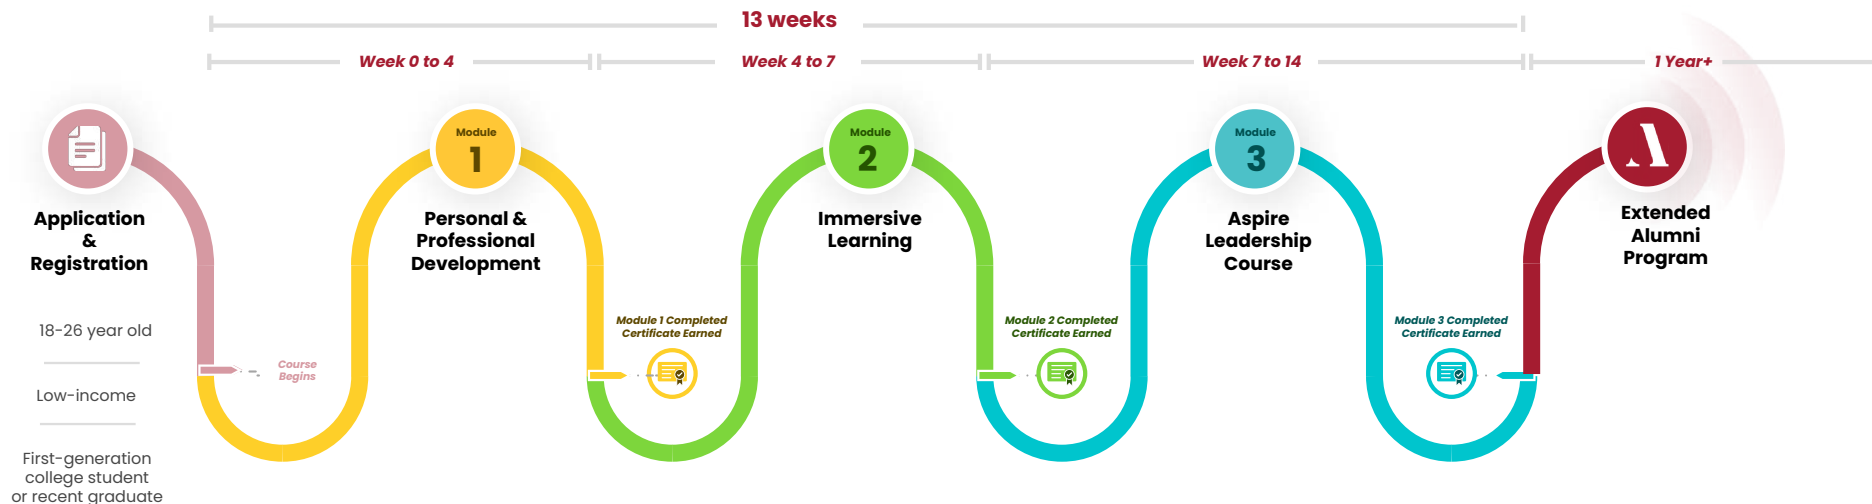 13 weeks
Week 0 to 4
Week 4 to 7
Week 7 to 14
1 Year+
Application
&
Registration
18-26 year old
Low-income
First-generation
college student
or recent graduate
Course
Begins
Module
1
Personal &
Professional
Development
Module 1 Completed
Certificate Earned
Module
2
Immersive
Learning
Module 2 Completed
Certificate Earned
Module
3
Aspire
Leadership
Course
Module 3 Completed
Certificate Earned
A
Extended
Alumni
Program